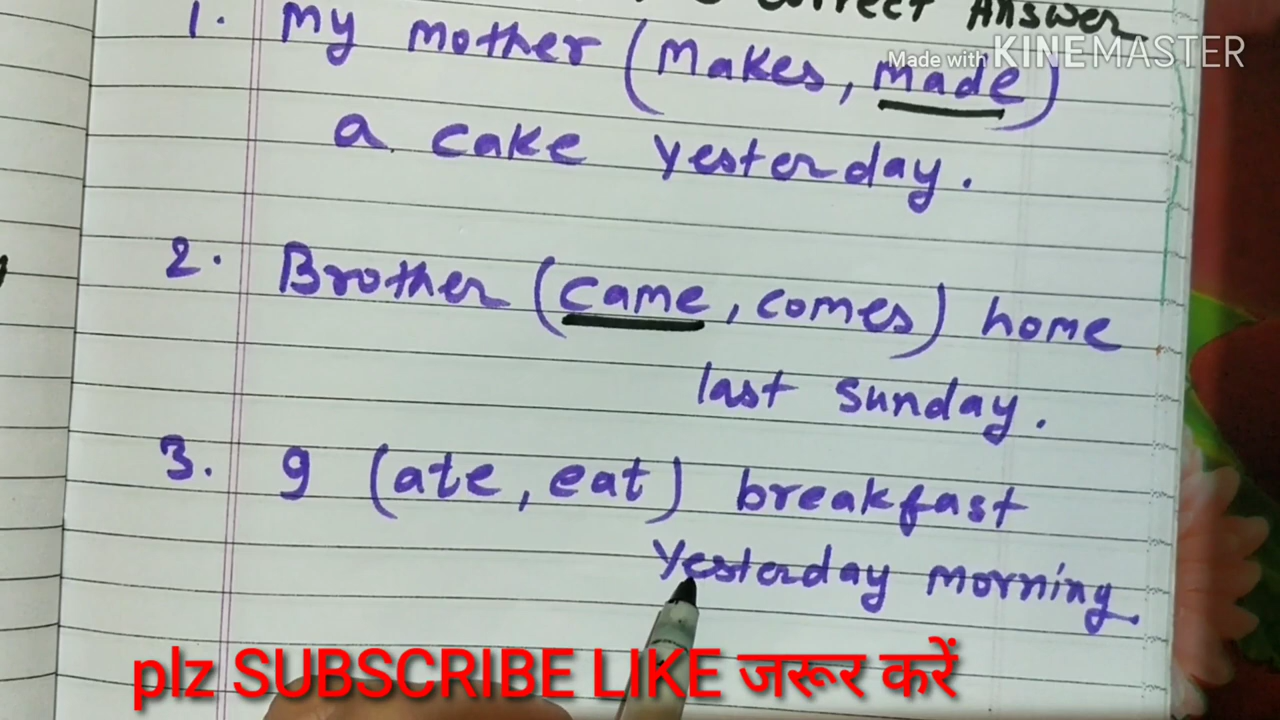 correct Answer
Made with KINEMASTER
1. My mother (Makes, made)
a cake yesterday.
2. Brother (came, comes) home
last sunday.
3. I (ate, eat) breakfast
yesterday morning.
plz SUBSCRIBE LIKE जरूर करें